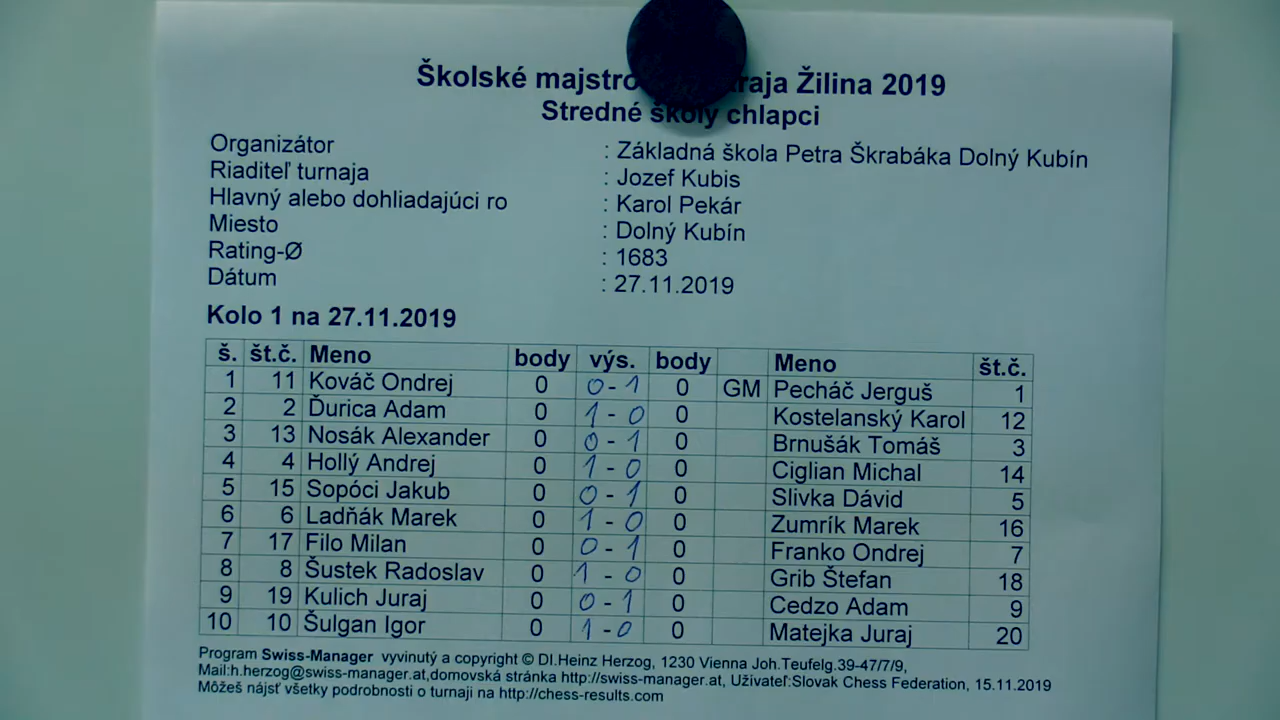 Školské majstro raja Žilina 2019
Stredné školy chlapci
Organizátor : Základná škola Petra Škrabáka Dolný Kubín
Riaditeľ turnaja : Jozef Kubis
Hlavný alebo dohliadajúci ro : Karol Pekár
Miesto : Dolný Kubín
Rating-Ø : 1683
Dátum : 27.11.2019
Kolo 1 na 27.11.2019
š. št.č. Meno body výs. body Meno št.č.
1 11 Kováč Ondrej 0 0-1 0 GM Pecháč Jerguš 1
2 2 Ďurica Adam 0 1-0 0 Kostelanský Karol 12
3 13 Nosák Alexander 0 0-1 0 Brnušák Tomáš 3
4 4 Hollý Andrej 0 1-0 0 Ciglian Michal 14
5 15 Sopóci Jakub 0 0-1 0 Slivka Dávid 5
6 6 Ladňák Marek 0 1-0 0 Zumrík Marek 16
7 17 Filo Milan 0 0-1 0 Franko Ondrej 7
8 8 Šustek Radoslav 0 1-0 0 Grib Štefan 18
9 19 Kulich Juraj 0 0-1 0 Cedzo Adam 9
10 10 Šulgan Igor 0 1-0 0 Matejka Juraj 20
Program Swiss-Manager vyvinutý a copyright © DI.Heinz Herzog, 1230 Vienna Joh.Teufelg.39-47/7/9,
Mail:h.herzog@swiss-manager.at,domovská stránka http://swiss-manager.at, Užívateľ:Slovak Chess Federation, 15.11.2019
Môžeš nájsť všetky podrobnosti o turnaji na http://chess-results.com